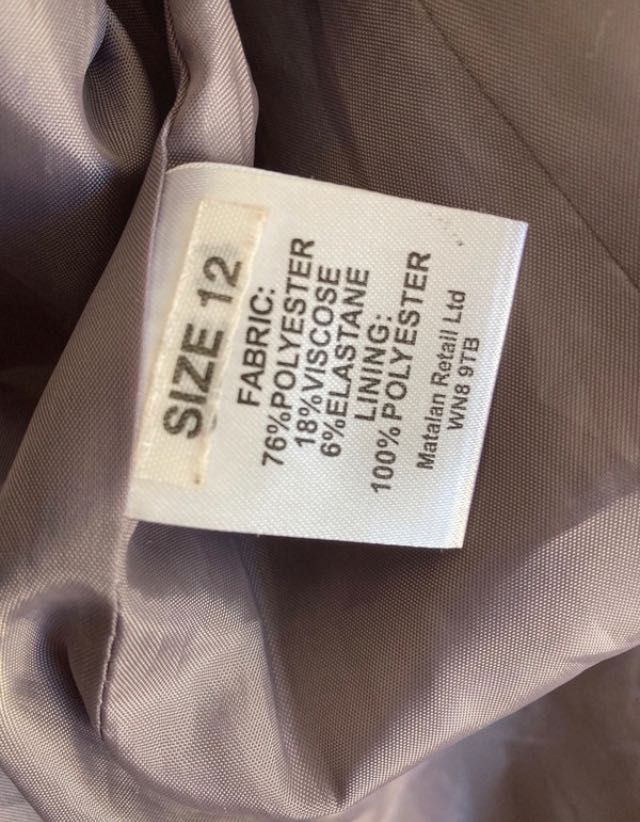 SIZE 12
FABRIC:
76%POLYESTER
18%VISCOSE
6%ELASTANE
LINING:
100%POLYESTER
Matalan Retail Ltd
WN8 9TB